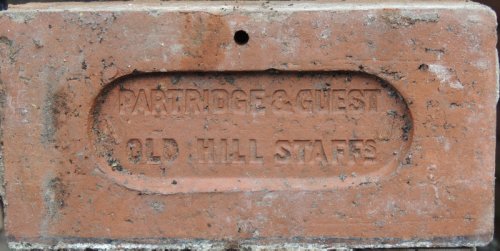 PARTRIDGE & GUEST
OLD HILL STAFFS